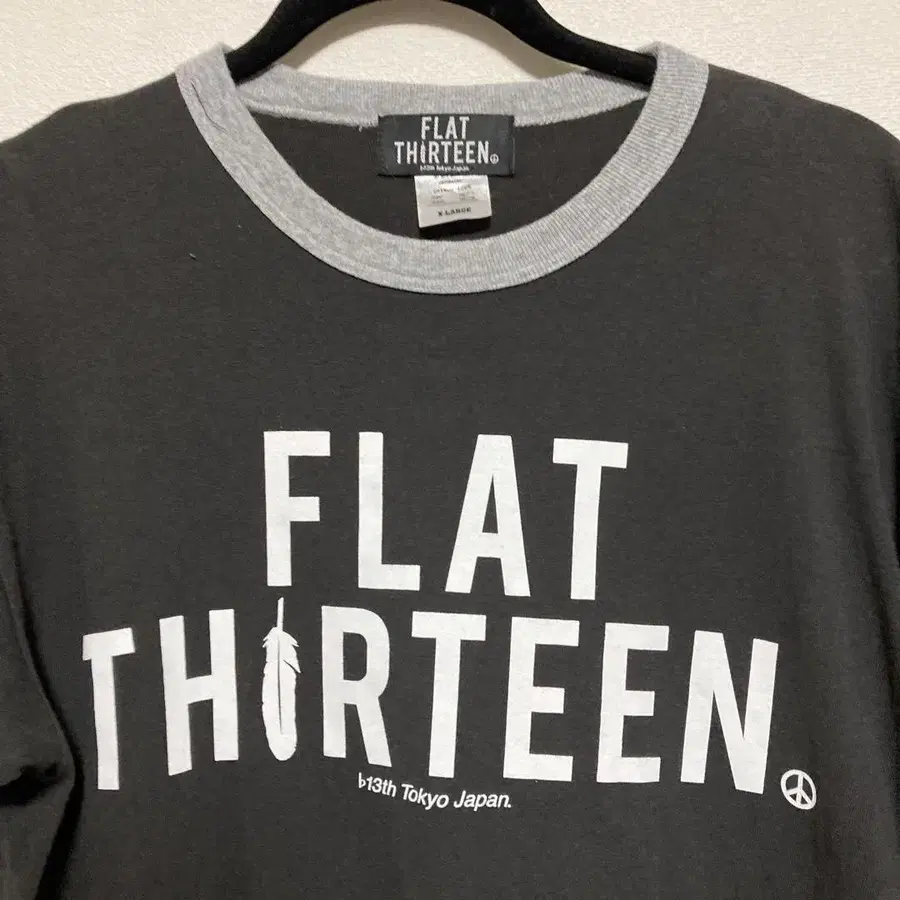 FLAT
THIRTEEN
♭13th Tokyo Japan.
X-LARGE
FLAT
THIRTEEN.
♭13th Tokyo Japan.